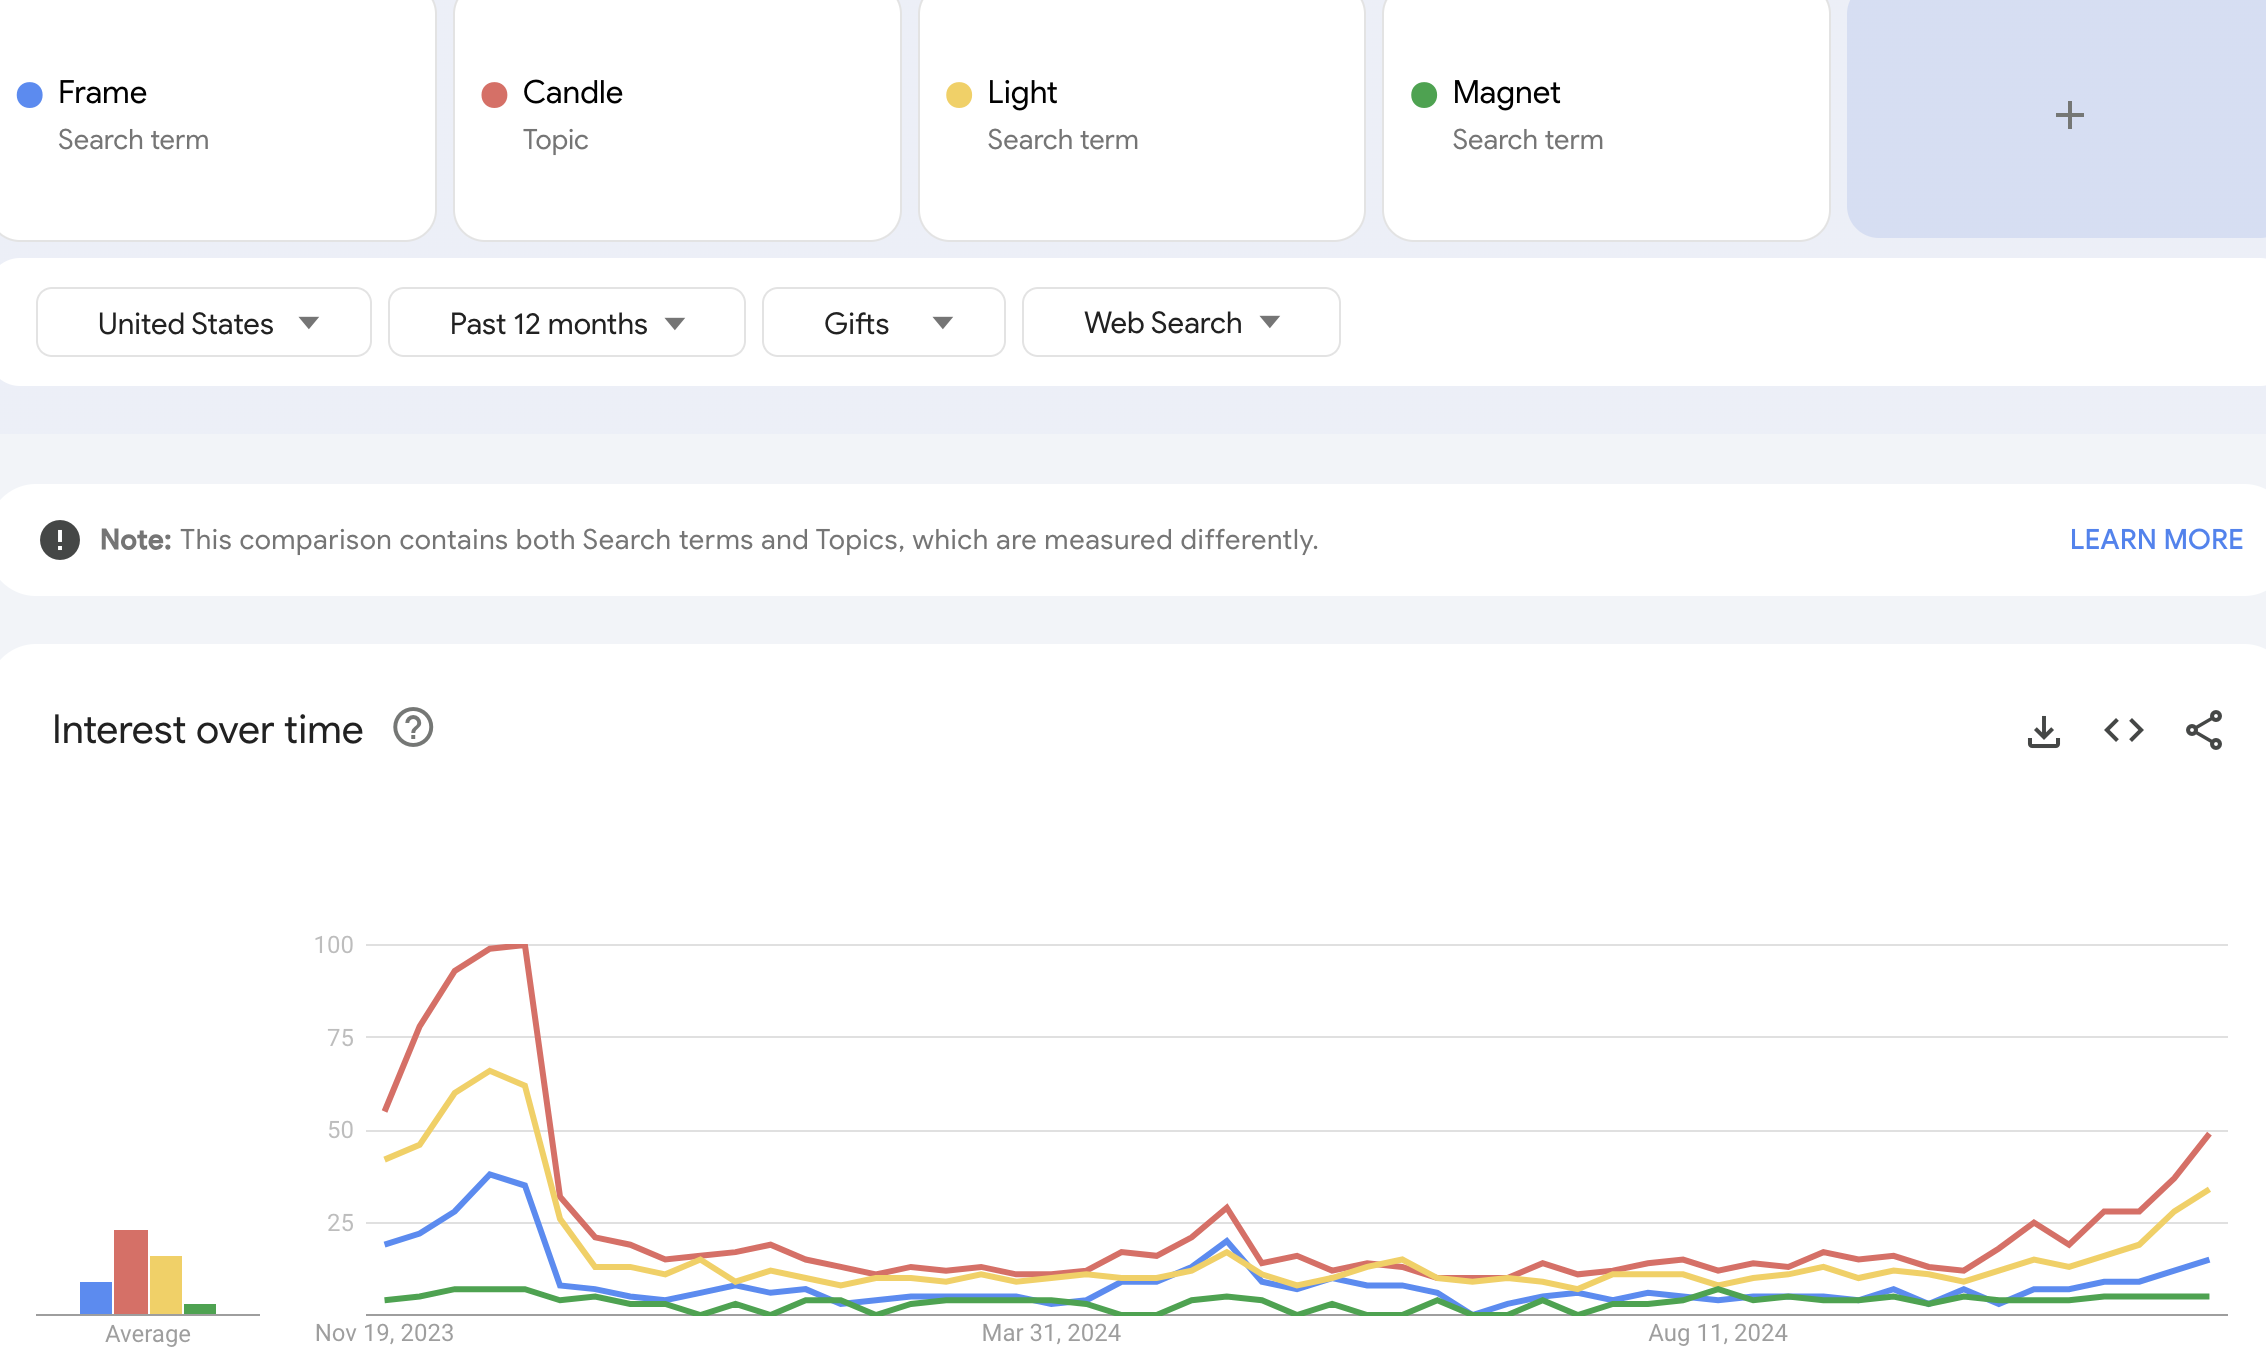 Frame
Search term
Candle
Topic
Light
Search term
Magnet
Search term
+
United States
Past 12 months
Gifts
Web Search
Note: This comparison contains both Search terms and Topics, which are measured differently.
LEARN MORE
Interest over time
100
75
50
25
Average
Nov 19, 2023
Mar 31, 2024
Aug 11, 2024